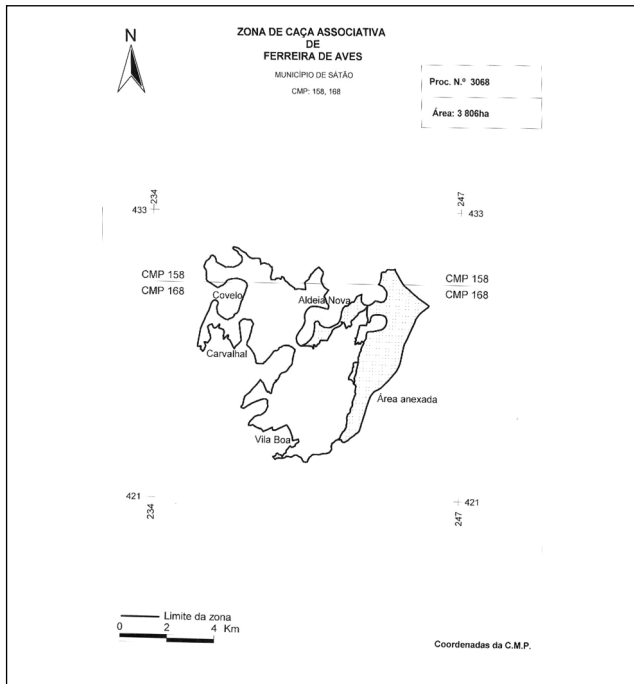 N
ZONA DE CAÇA ASSOCIATIVA
DE
FERREIRA DE AVES
MUNICÍPIO DE SÁTÃO
CMP: 158, 168
Proc. N.º 3068
Área: 3 806ha
234
433
247
433
CMP 158
CMP 168
CMP 158
CMP 168
Covelo
Aldeia Nova
Carvalhal
Área anexada
Vila Boa
421
234
421
247
Limite da zona
0 2 4 Km
Coordenadas da C.M.P.